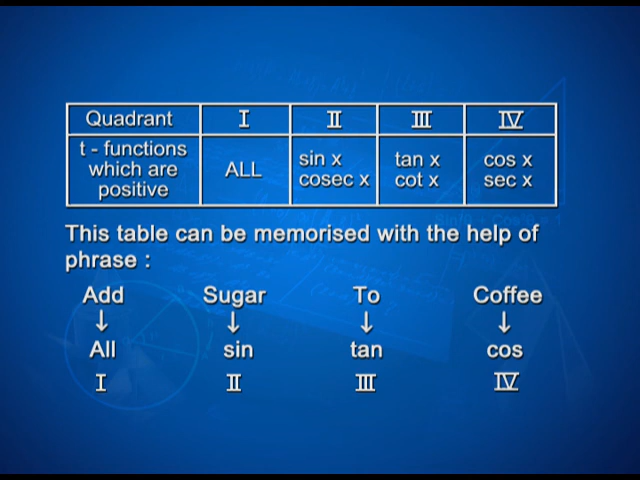 Quadrant I II III IV
t - functions
which are
positive
ALL
sin x
cosec x
tan x
cot x
cos x
sec x
This table can be memorised with the help of
phrase :
Add Sugar To Coffee
↓ ↓ ↓ ↓
All sin tan cos
I II III IV